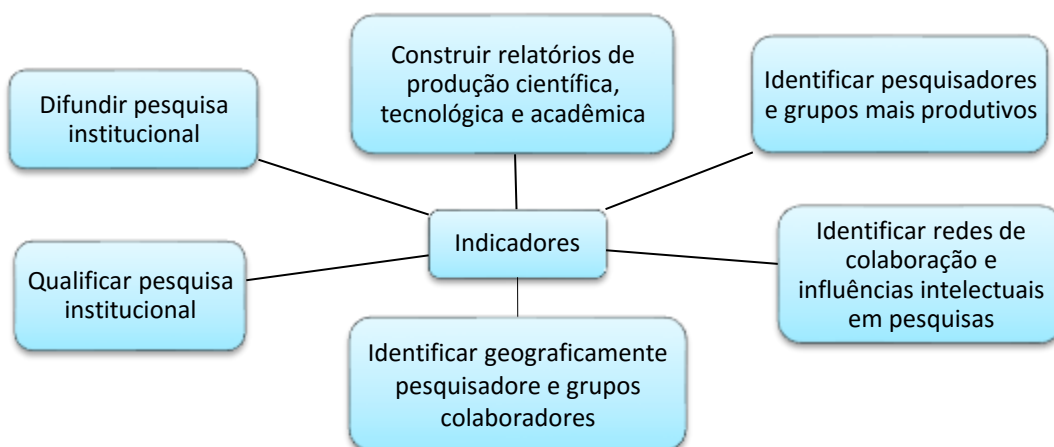 Construir relatórios de
produção científica,
tecnológica e acadêmica
Identificar pesquisadores
e grupos mais produtivos
Difundir pesquisa
institucional
Indicadores
Identificar redes de
colaboração e
influências intelectuais
em pesquisas
Qualificar pesquisa
institucional
Identificar geograficamente
pesquisadore e grupos
colaboradores